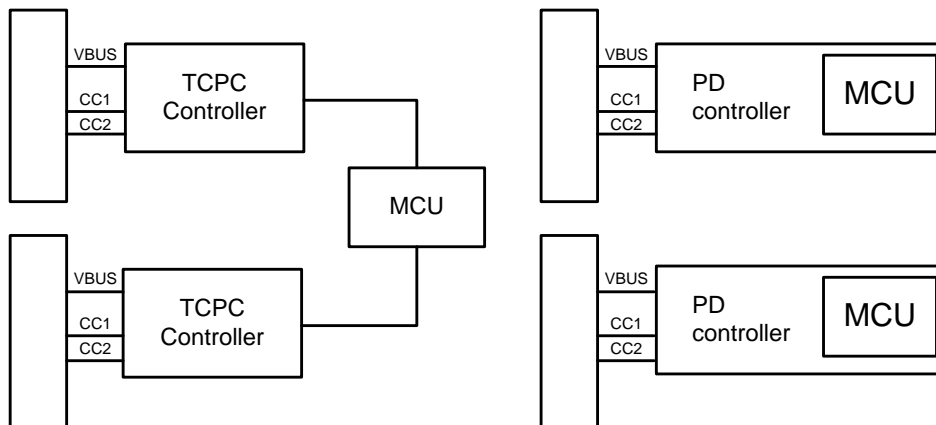 VBUS
CC1
CC2
TCPC
Controller
MCU
VBUS
CC1
CC2
TCPC
Controller
VBUS
CC1
CC2
PD
controller
MCU
VBUS
CC1
CC2
PD
controller
MCU